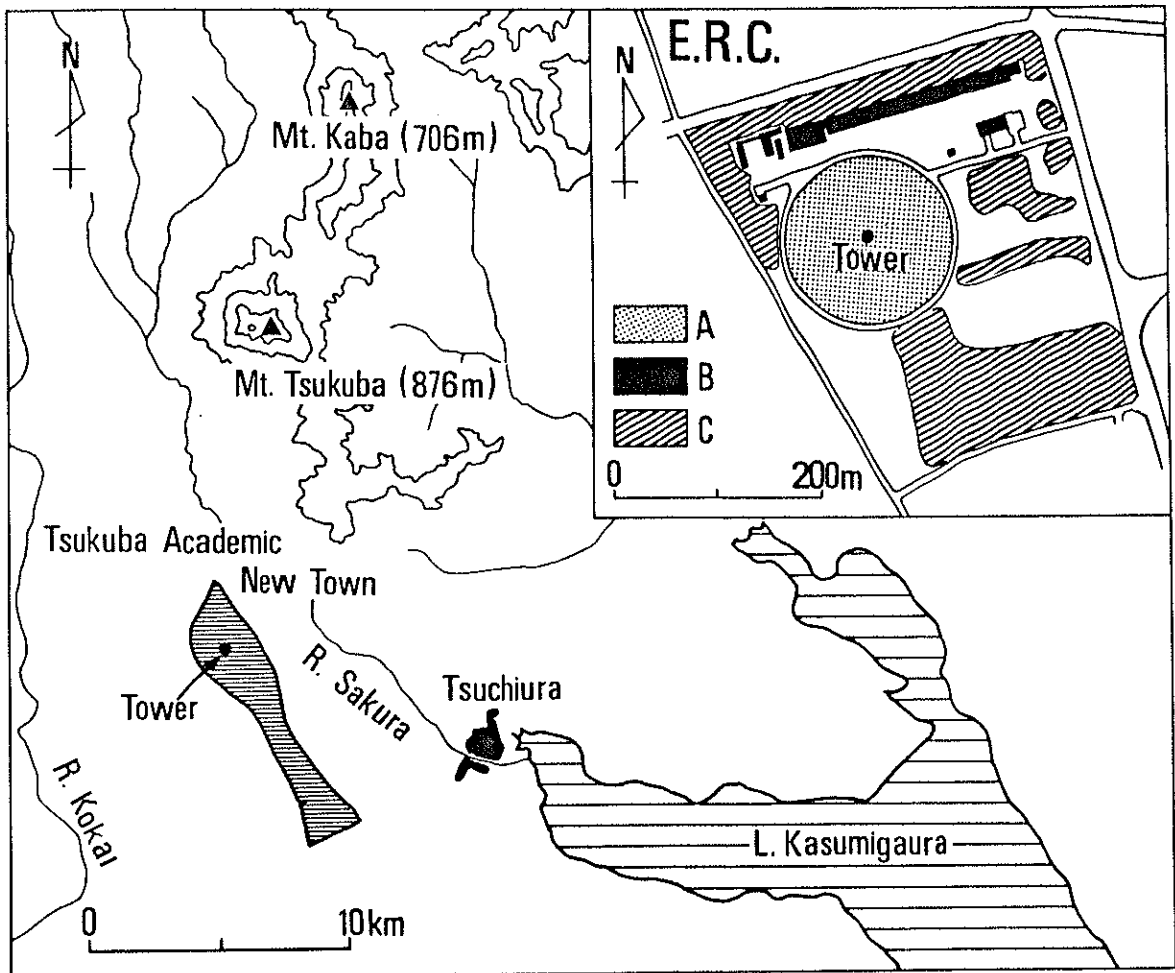 N
Mt. Kaba (706m)
Mt. Tsukuba (876m)
Tsukuba Academic
New Town
Tower
R. Sakura
Tsuchiura
R. Kokai
L. Kasumigaura
0 10km
E.R.C.
N
Tower
A
B
C
0 200m